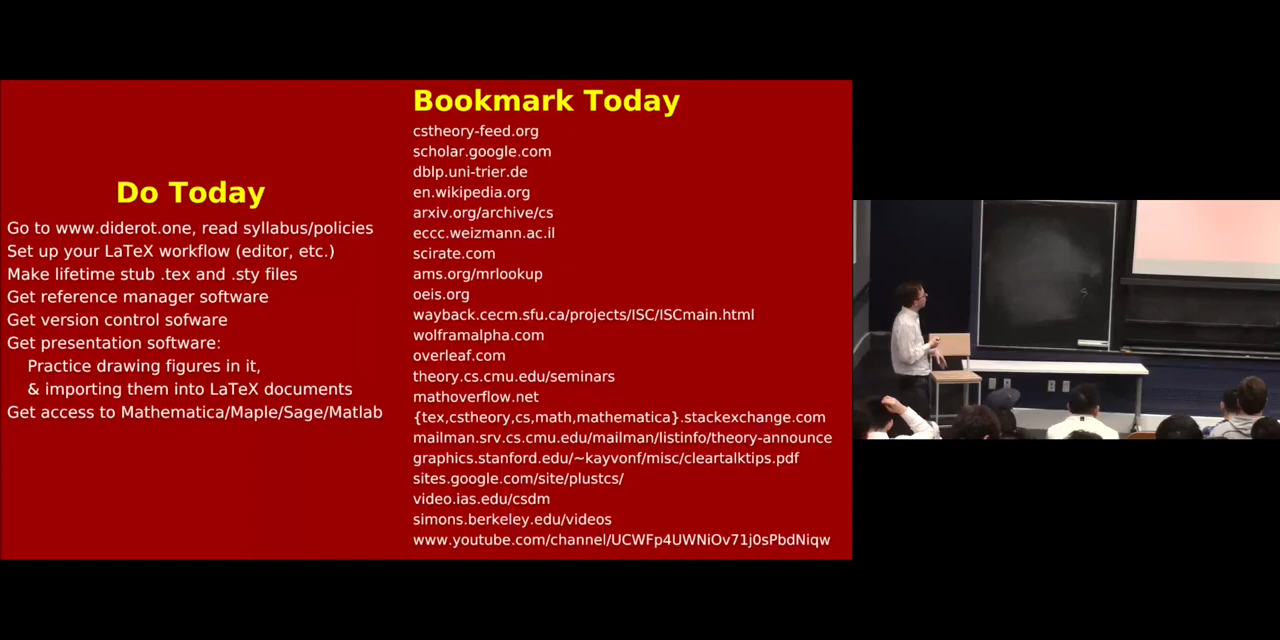 Do Today
Go to www.diderot.one, read syllabus/policies
Set up your LaTeX workflow (editor, etc.)
Make lifetime stub .tex and .sty files
Get reference manager software
Get version control sofware
Get presentation software:
Practice drawing figures in it,
& importing them into LaTeX documents
Get access to Mathematica/Maple/Sage/Matlab
Bookmark Today
cstheory-feed.org
scholar.google.com
dblp.uni-trier.de
en.wikipedia.org
arxiv.org/archive/cs
eccc.weizmann.ac.il
scirate.com
ams.org/mrlookup
oeis.org
wayback.cecm.sfu.ca/projects/ISC/ISCmain.html
wolframalpha.com
overleaf.com
theory.cs.cmu.edu/seminars
mathoverflow.net
{tex,cstheory,cs,math,mathematica}.stackexchange.com
mailman.srv.cs.cmu.edu/mailman/listinfo/theory-announce
graphics.stanford.edu/~kayvonf/misc/cleartalktips.pdf
sites.google.com/site/plustcs/
video.ias.edu/csdm
simons.berkeley.edu/videos
www.youtube.com/channel/UCWFp4UWNiOv71j0sPbdNiqw